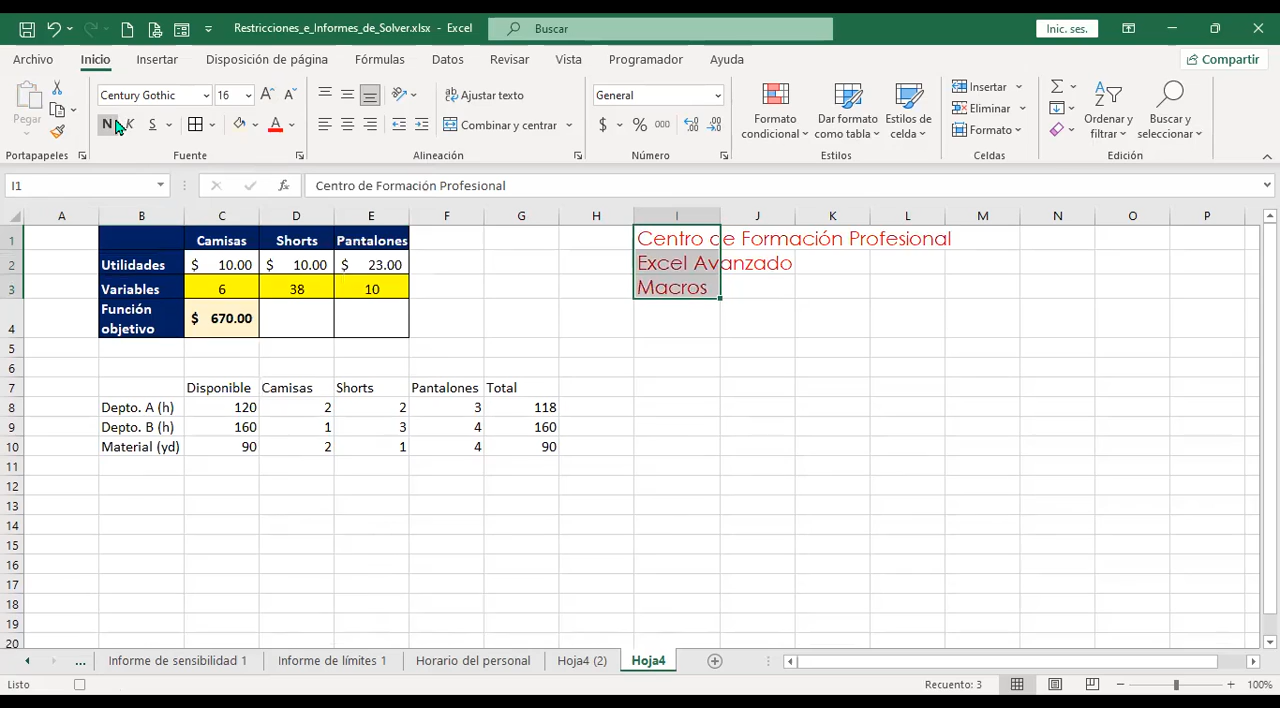 Restricciones_e_Informes_de_Solver.xlsx - Excel
Buscar
Inic. ses.
Archivo Inicio Insertar Disposición de página Fórmulas Datos Revisar Vista Programador Ayuda Compartir
Pegar
Century Gothic 16
N K S
Ajustar texto
Combinar y centrar
General
$ % 000
Formato condicional
Dar formato como tabla
Estilos de celda
Insertar
Eliminar
Formato
Ordenar y filtrar
Buscar y seleccionar
Portapapeles Fuente Alineación Número Estilos Celdas Edición
I1 fx Centro de Formación Profesional
A B C D E F G H I J K L M N O P
1 Camisas Shorts Pantalones Centro de Formación Profesional
2 Utilidades $ 10.00 $ 10.00 $ 23.00 Excel Avanzado
3 Variables 6 38 10 Macros
4 Función objetivo $ 670.00
5
6
7 Disponible Camisas Shorts Pantalones Total
8 Depto. A (h) 120 2 2 3 118
9 Depto. B (h) 160 1 3 4 160
10 Material (yd) 90 2 1 4 90
11
12
13
14
15
16
17
18
19
20
... Informe de sensibilidad 1 Informe de límites 1 Horario del personal Hoja4 (2) Hoja4
Listo Recuento: 3 100%